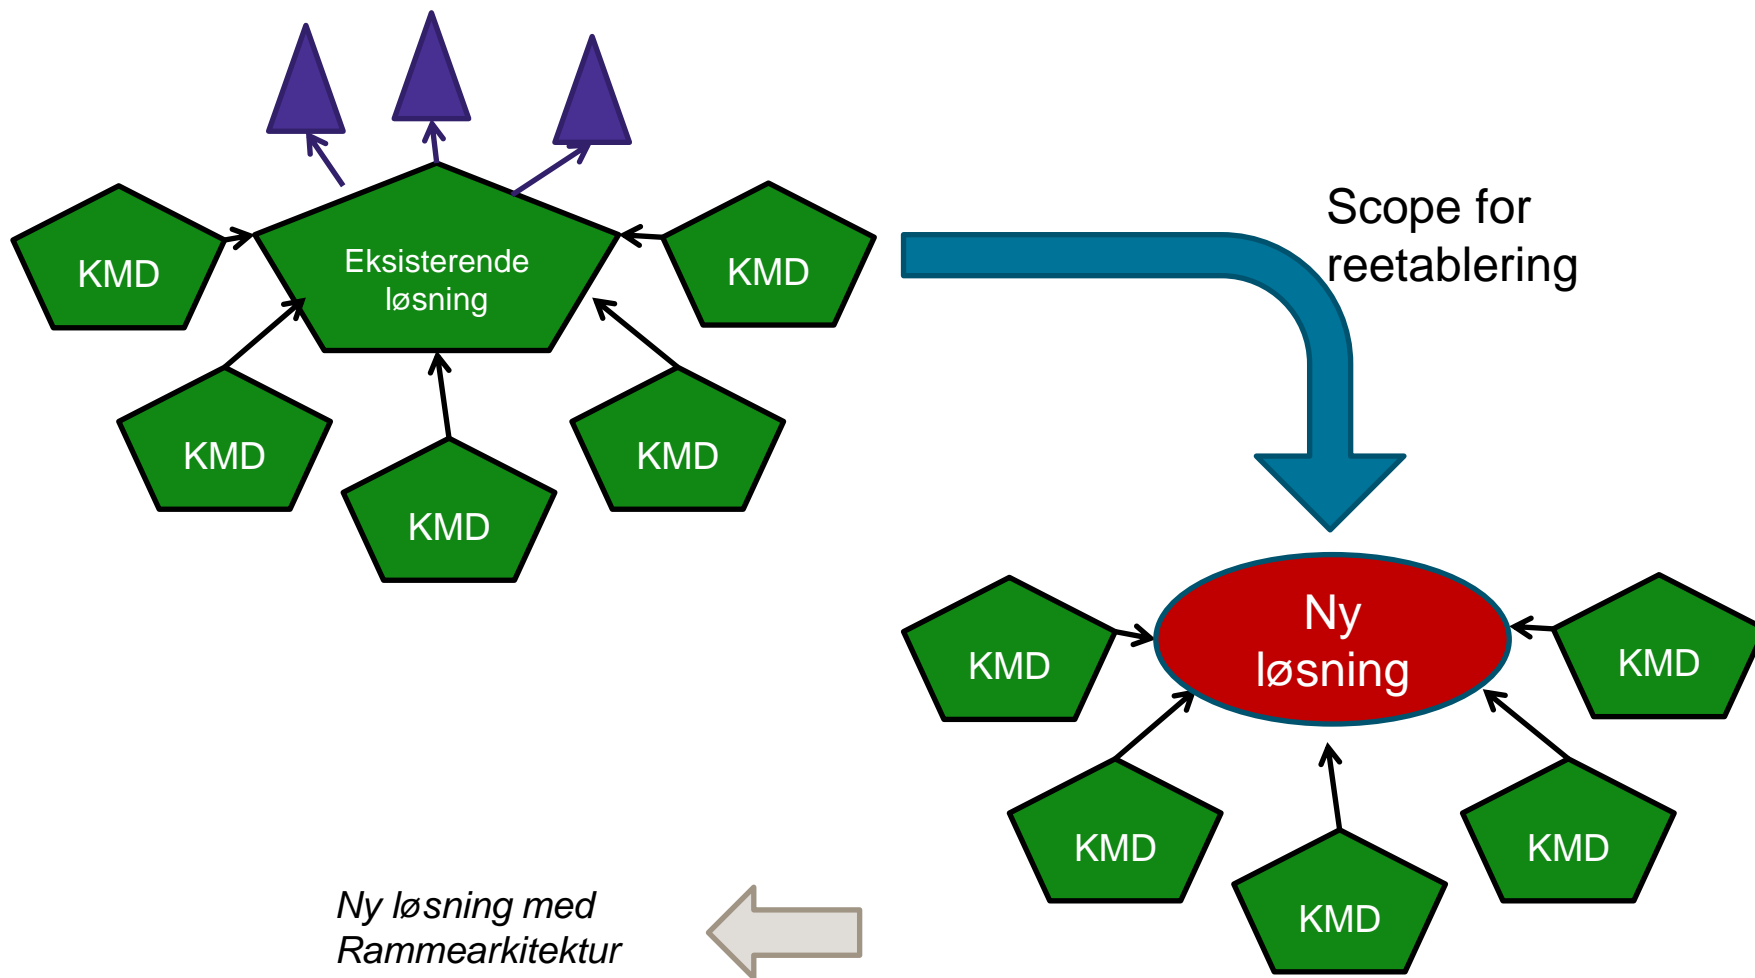 KMD
Eksisterende
løsning
KMD
KMD
KMD
KMD
Scope for
reetablering
Ny
løsning
KMD
KMD
KMD
KMD
KMD
Ny løsning med
Rammearkitektur